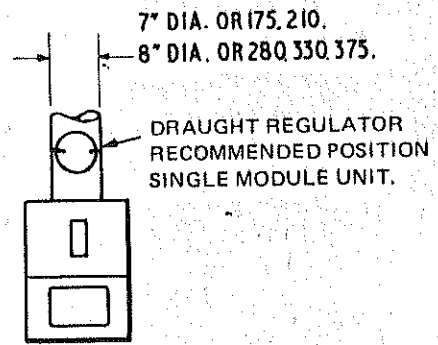 7" DIA. OR 175, 210.
8" DIA. OR 280, 330, 375.
DRAUGHT REGULATOR
RECOMMENDED POSITION
SINGLE MODULE UNIT.